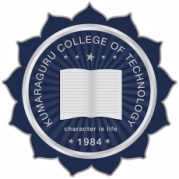 KUMARAGURU COLLEGE OF TECHNOLOGY
character is life
1984